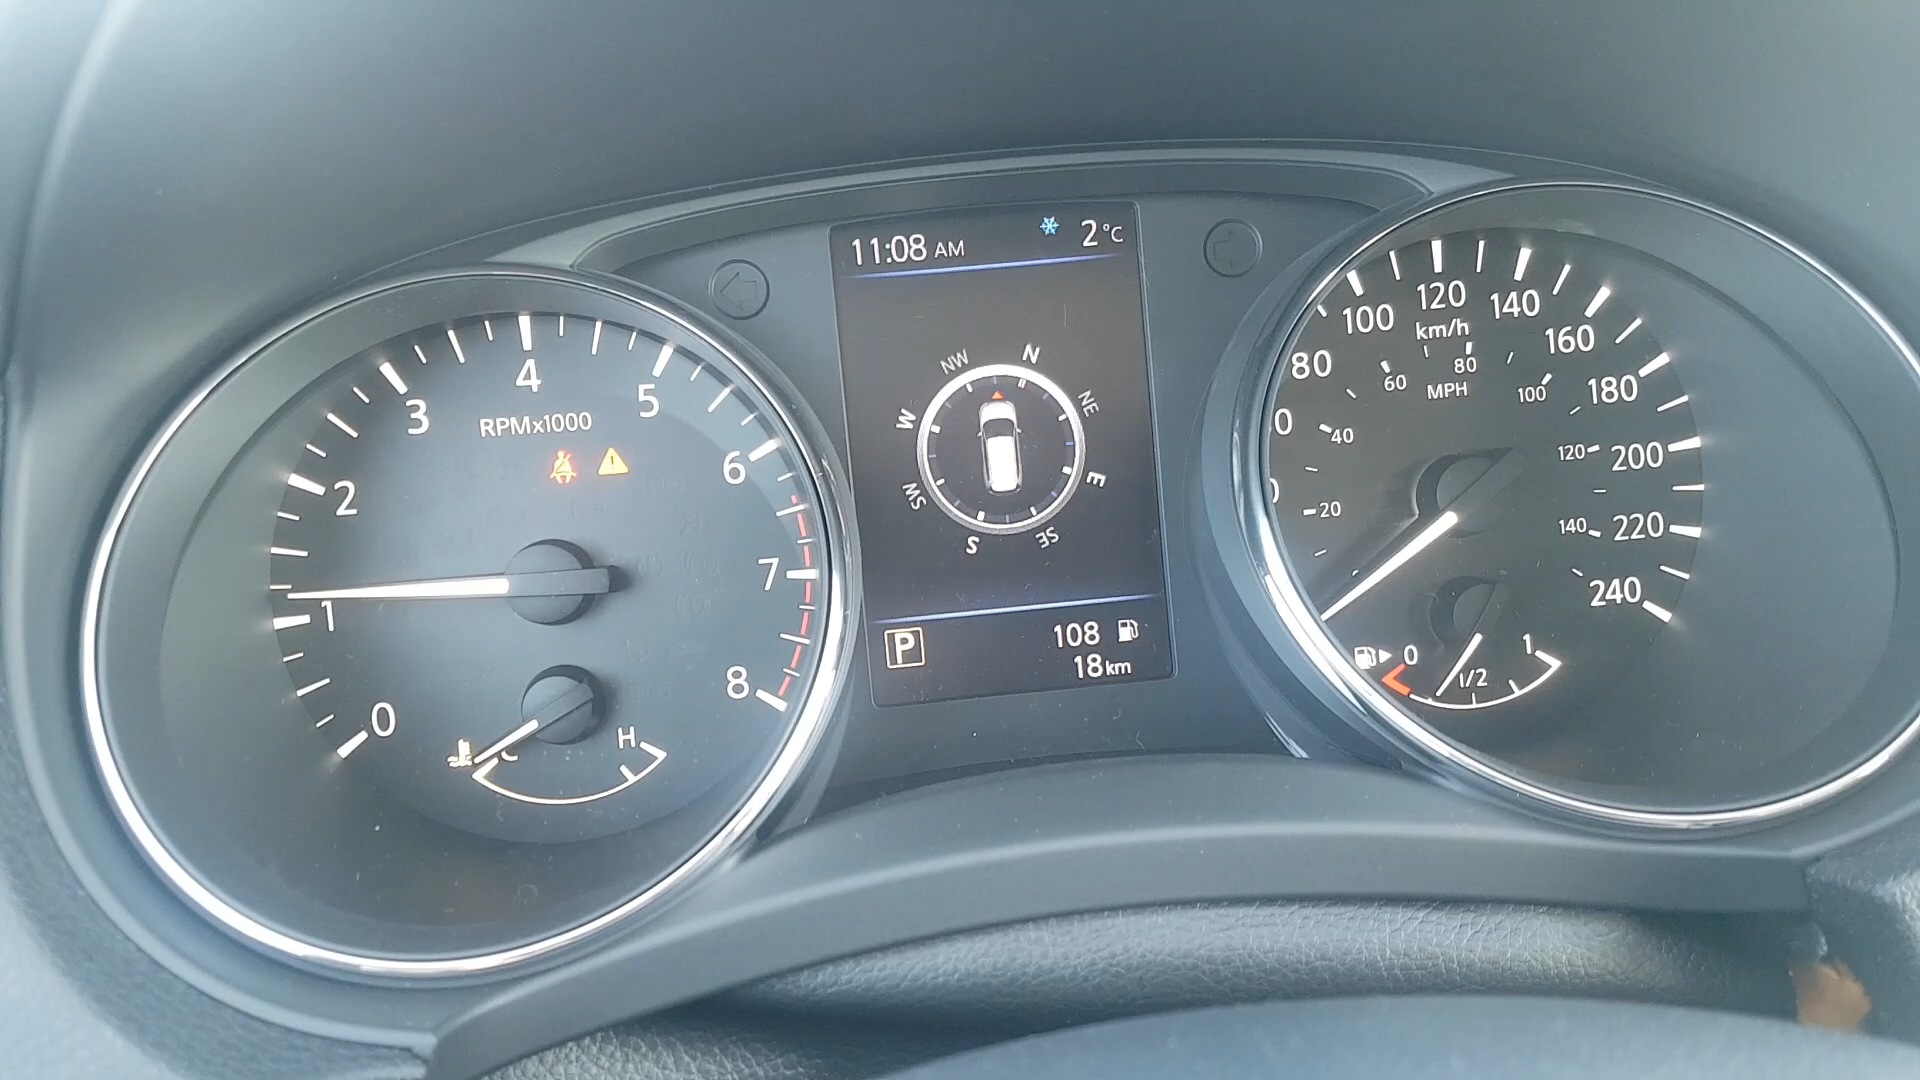 11:08 AM
2°C
NW N NE
W E
SW S SE
P
108
18km
0 1 2 3 4 5 6 7 8
RPMx1000
H
80 100 120 140 160 180 200 220 240
km/h
20 40 60 80 100 120 140
MPH
0 1/2 1